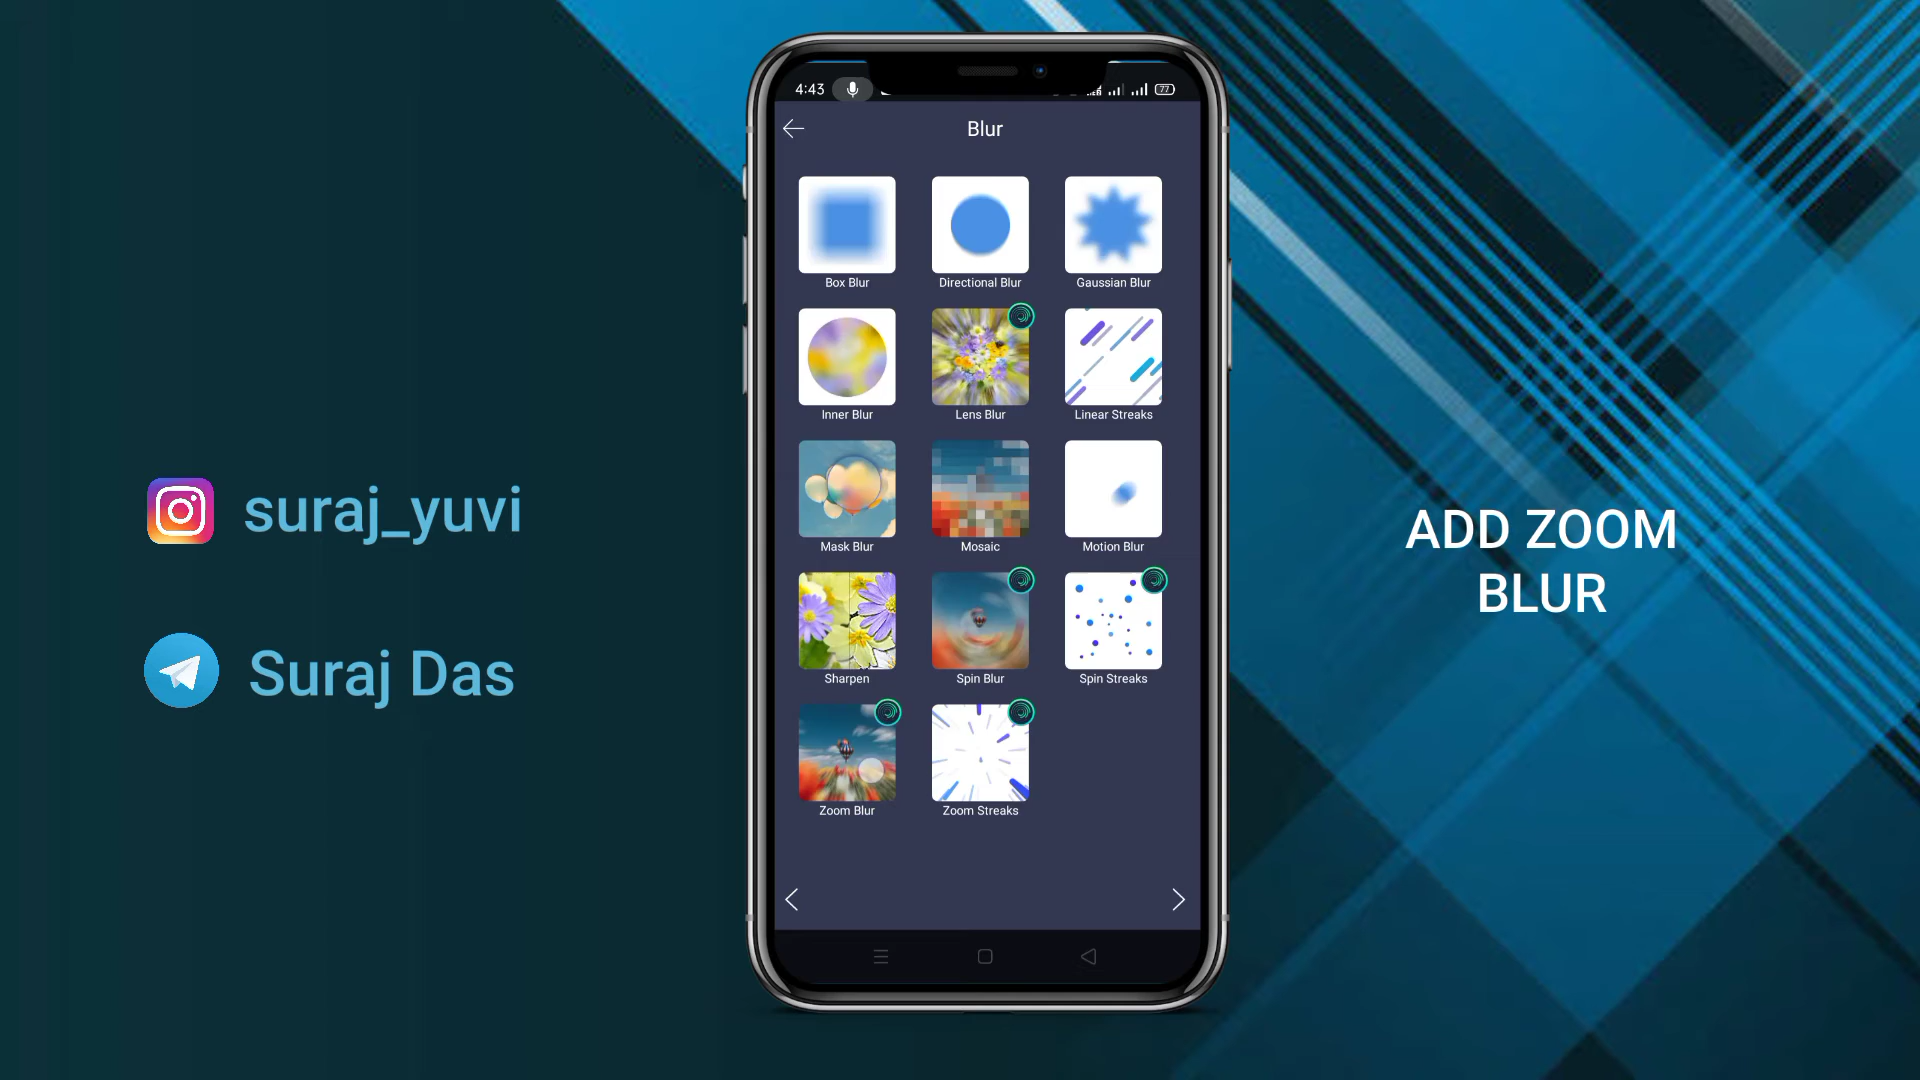 4:43
77
Blur
Box Blur
Directional Blur
Gaussian Blur
Inner Blur
Lens Blur
Linear Streaks
Mask Blur
Mosaic
Motion Blur
Sharpen
Spin Blur
Spin Streaks
Zoom Blur
Zoom Streaks
suraj_yuvi
Suraj Das
ADD ZOOM
BLUR